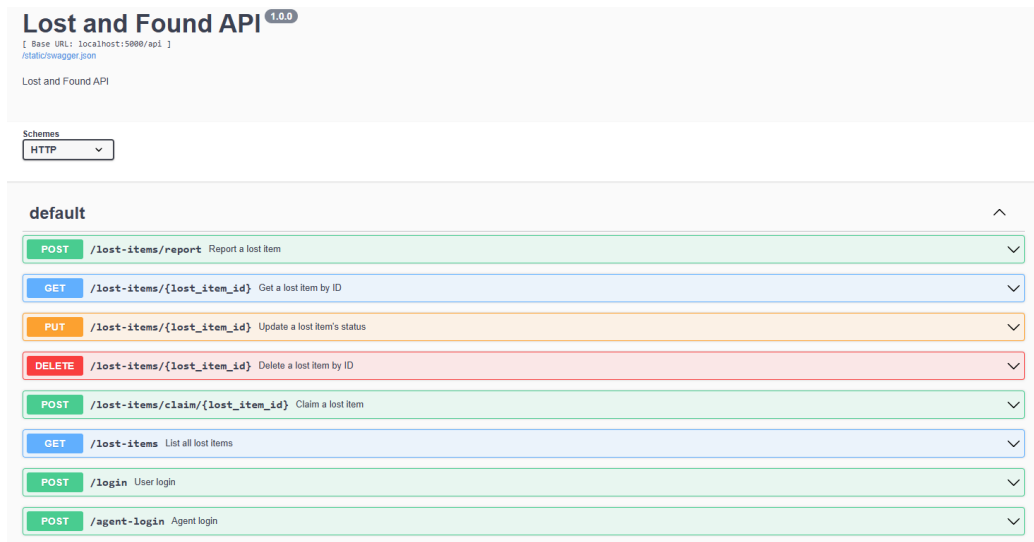 Lost and Found API 1.0.0
[ Base URL: localhost:5000/api ]
/static/swagger.json
Lost and Found API
Schemes
HTTP
default
POST /lost-items/report Report a lost item
GET /lost-items/{lost_item_id} Get a lost item by ID
PUT /lost-items/{lost_item_id} Update a lost item's status
DELETE /lost-items/{lost_item_id} Delete a lost item by ID
POST /lost-items/claim/{lost_item_id} Claim a lost item
GET /lost-items List all lost items
POST /login User login
POST /agent-login Agent login